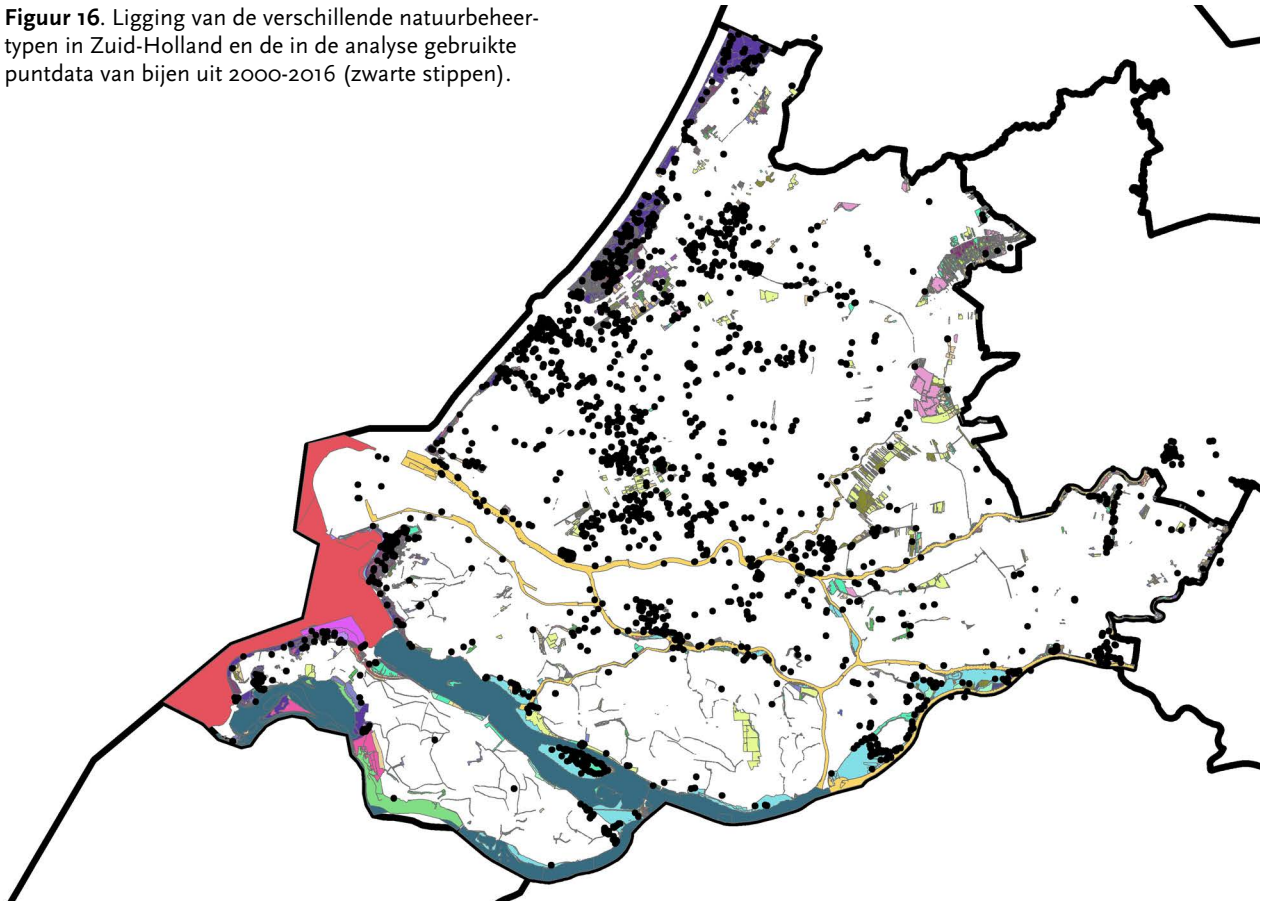 Figuur 16. Ligging van de verschillende natuurbeheer-
typen in Zuid-Holland en de in de analyse gebruikte
puntdata van bijen uit 2000-2016 (zwarte stippen).